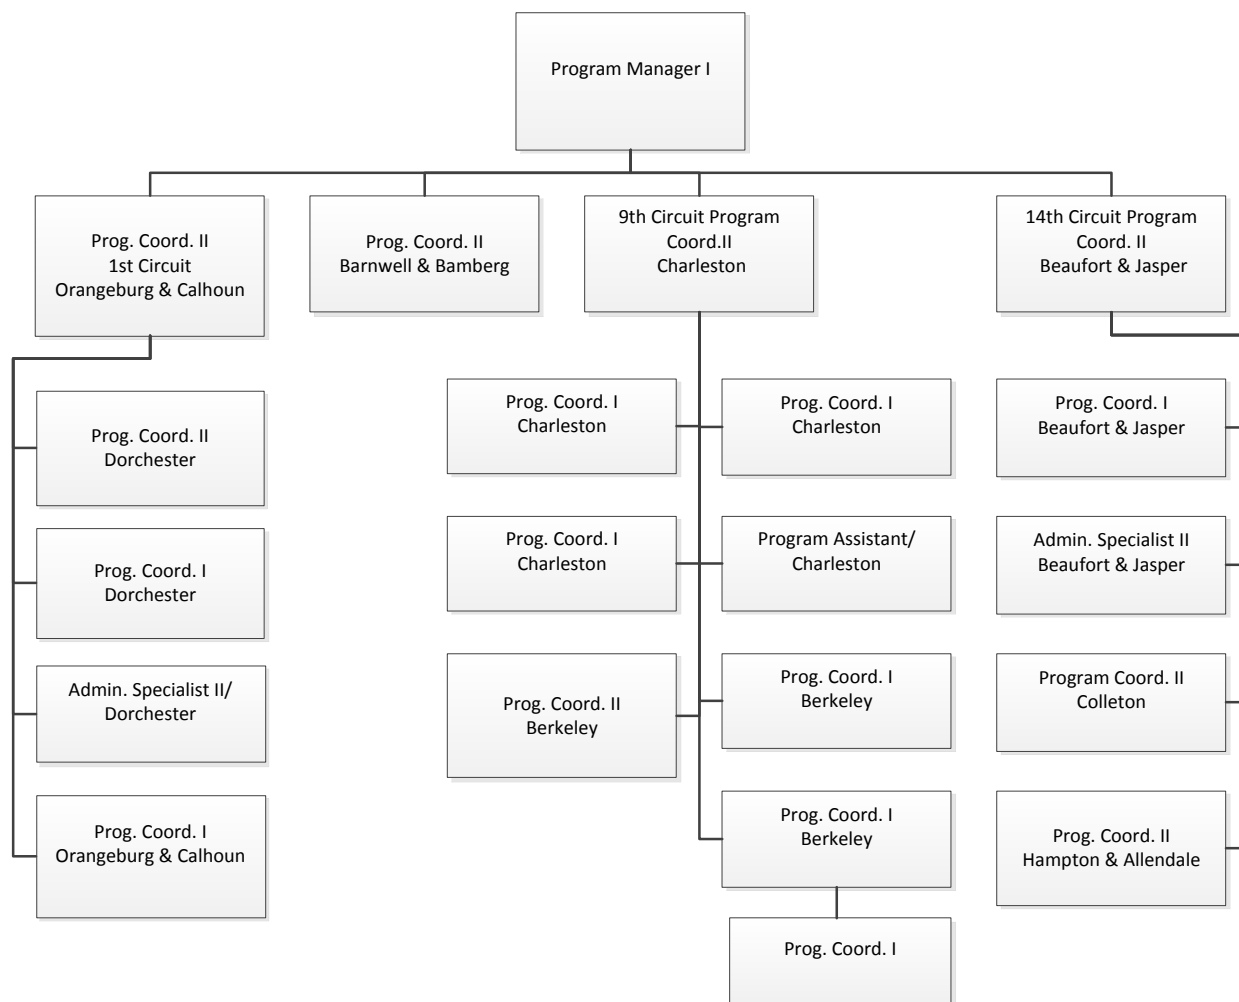 Program Manager I
Prog. Coord. II
1st Circuit
Orangeburg & Calhoun
Prog. Coord. II
Barnwell & Bamberg
9th Circuit Program
Coord.II
Charleston
14th Circuit Program
Coord. II
Beaufort & Jasper
Prog. Coord. II
Dorchester
Prog. Coord. I
Dorchester
Admin. Specialist II/
Dorchester
Prog. Coord. I
Orangeburg & Calhoun
Prog. Coord. I
Charleston
Prog. Coord. I
Charleston
Prog. Coord. I
Charleston
Program Assistant/
Charleston
Prog. Coord. II
Berkeley
Prog. Coord. I
Berkeley
Prog. Coord. I
Berkeley
Prog. Coord. I
Prog. Coord. I
Beaufort & Jasper
Admin. Specialist II
Beaufort & Jasper
Program Coord. II
Colleton
Prog. Coord. II
Hampton & Allendale